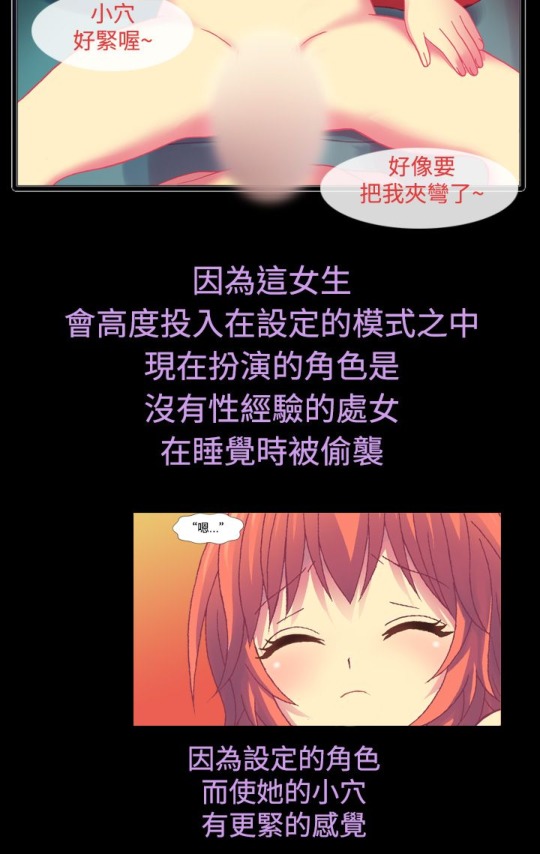 小穴
好緊喔~
好像要
把我夾彎了~
因為這女生
會高度投入在設定的模式之中
現在扮演的角色是
沒有性經驗的處女
在睡覺時被偷襲
“嗯...”
因為設定的角色
而使她的小穴
有更緊的感覺